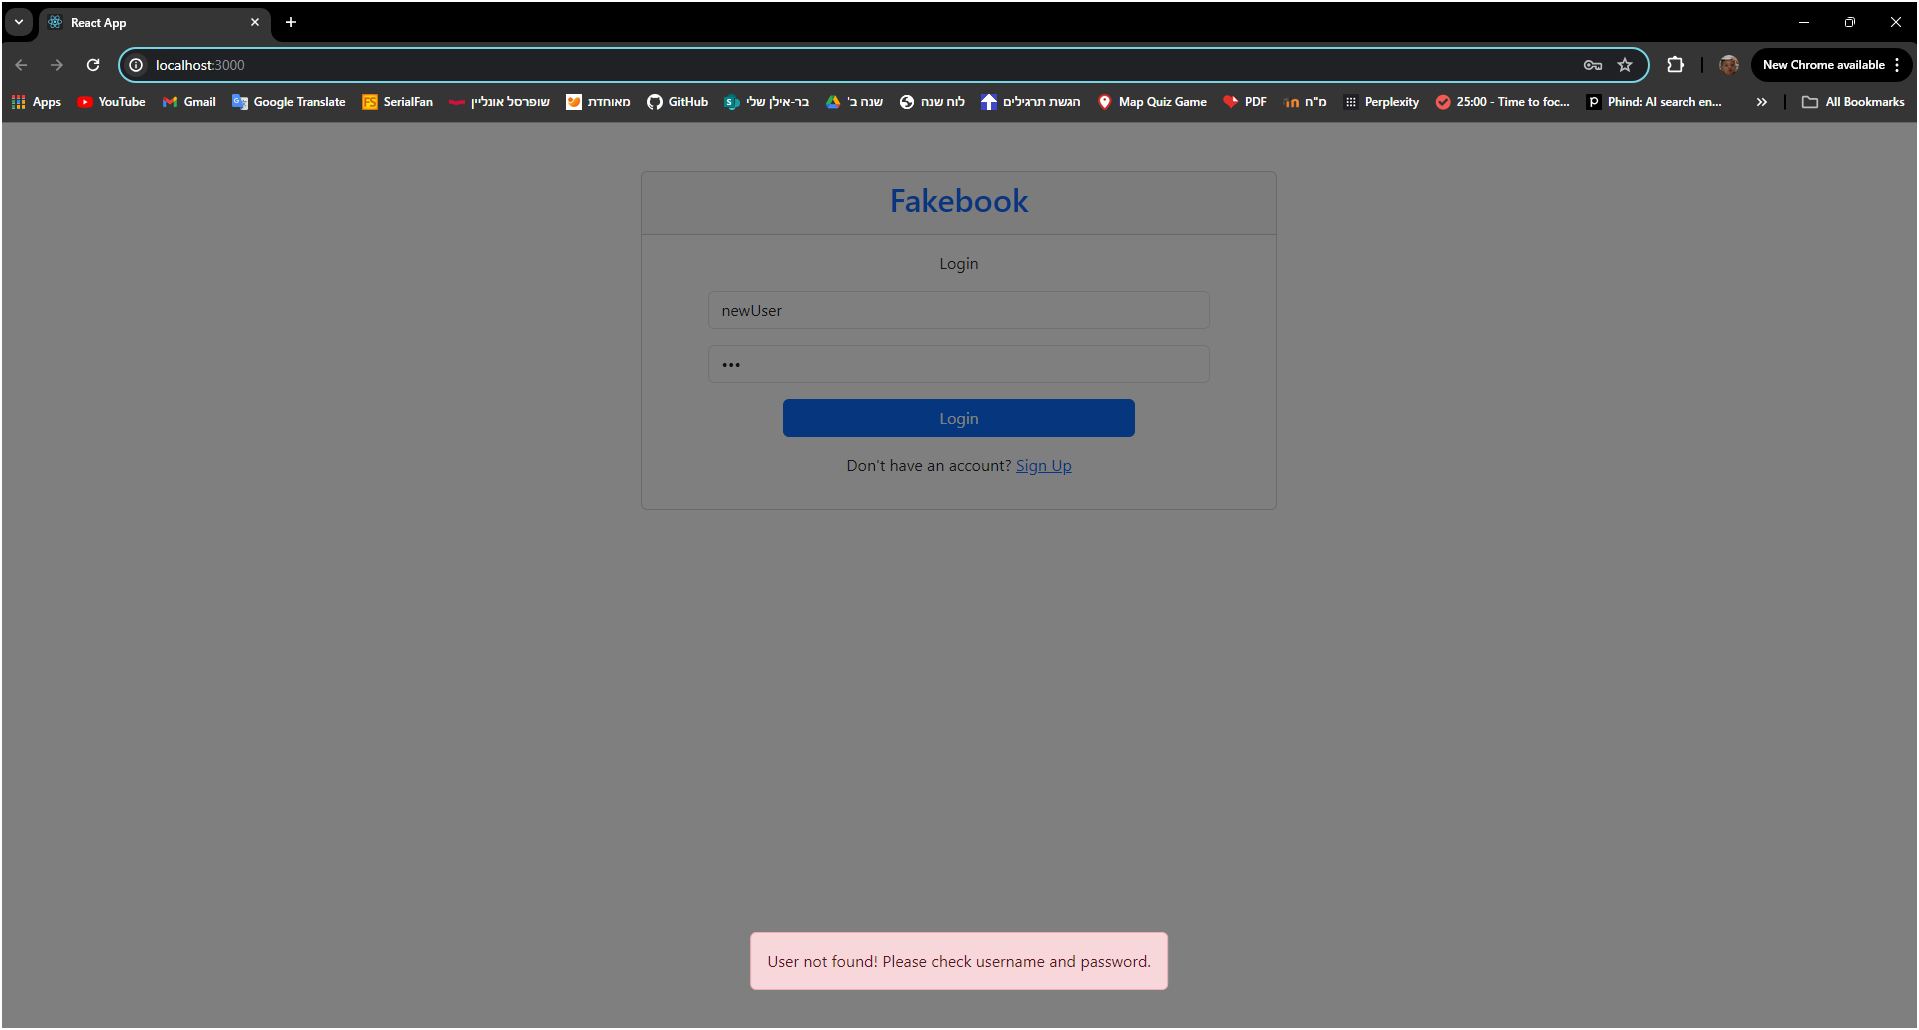 React App
localhost:3000
New Chrome available
Apps
YouTube
Gmail
Google Translate
FS SerialFan
שופרסל אונליין
מאוחדת
GitHub
בר-אילן שלי
שנה ב'
לוח שנה
הגשת תרגילים
Map Quiz Game
PDF
מ"ח
Perplexity
25:00 - Time to foc...
Phind: AI search en...
All Bookmarks
Fakebook
Login
newUser
Login
Don't have an account? Sign Up
User not found! Please check username and password.